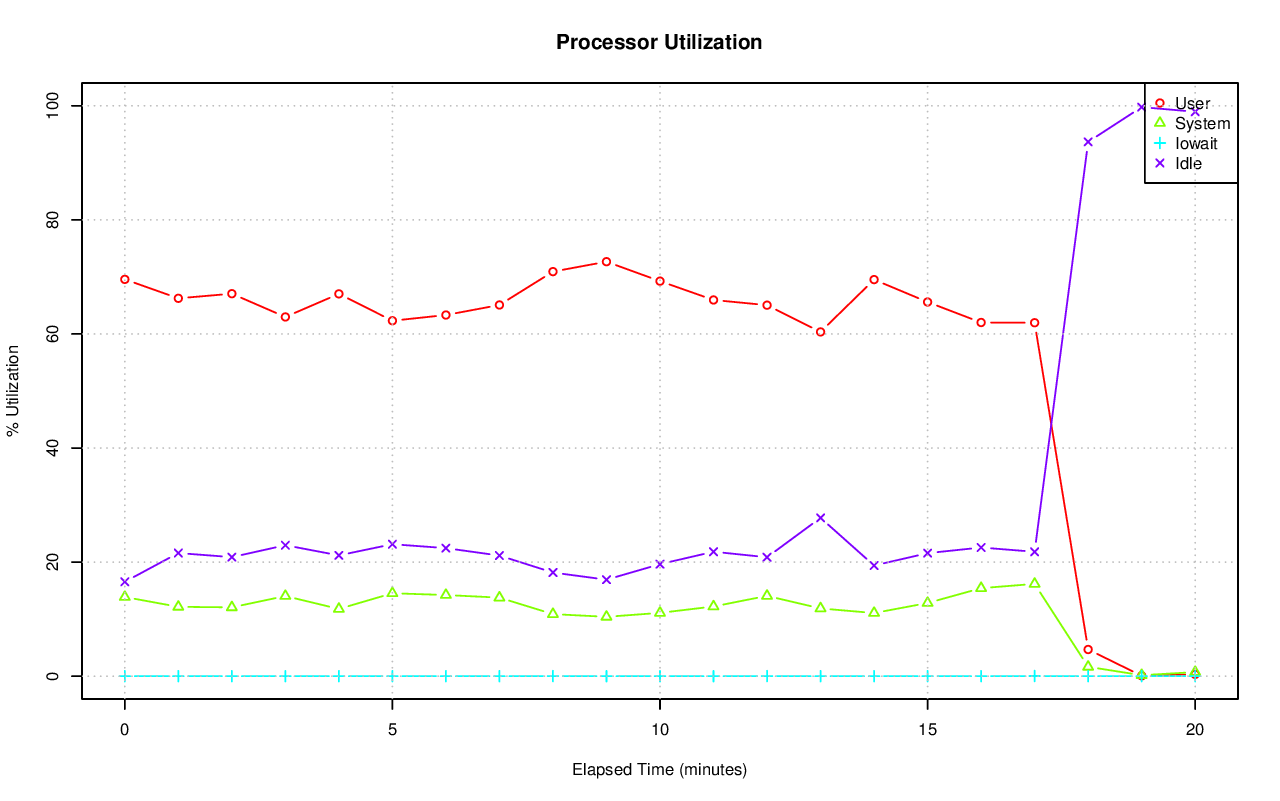 Processor Utilization
% Utilization
100
80
60
40
20
0
User
System
Iowait
Idle
0 5 10 15 20
Elapsed Time (minutes)